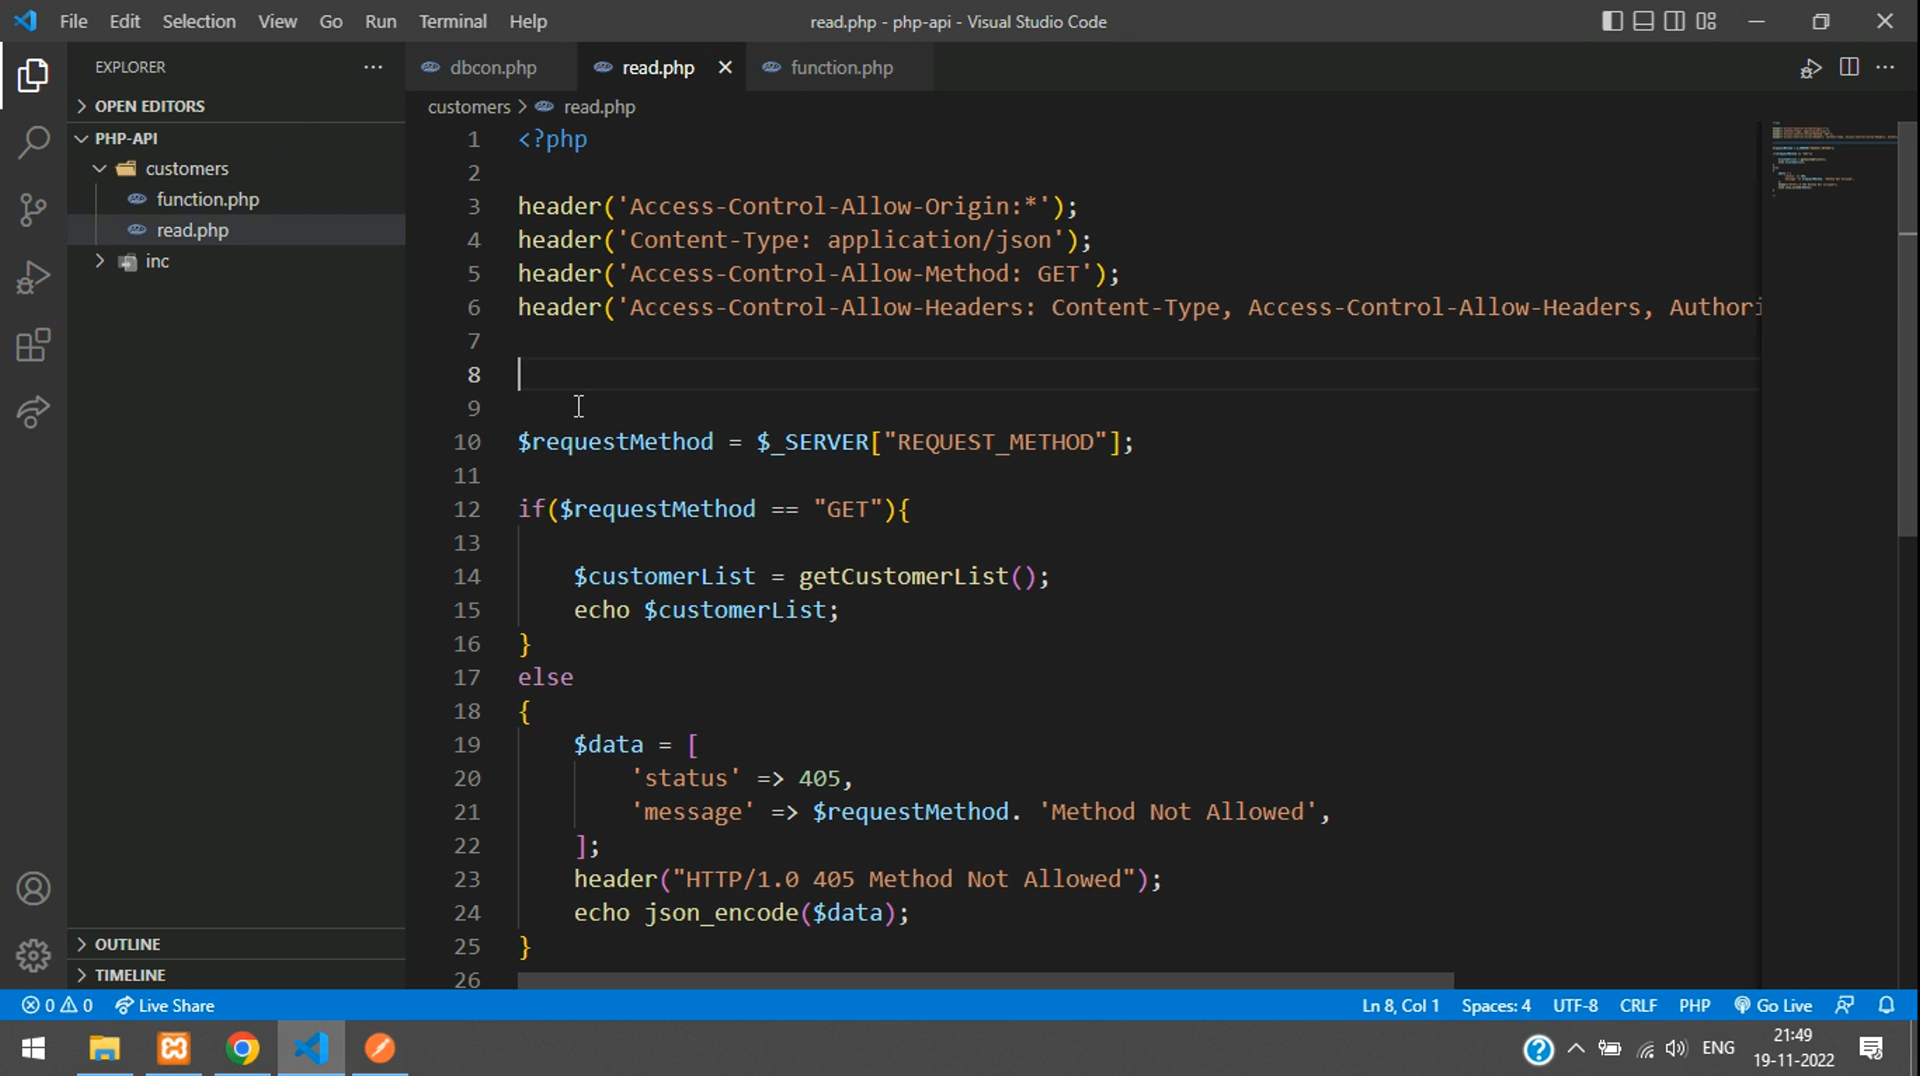 File Edit Selection View Go Run Terminal Help
read.php - php-api - Visual Studio Code
EXPLORER
OPEN EDITORS
PHP-API
customers
function.php
read.php
inc
OUTLINE
TIMELINE
dbcon.php
read.php
function.php
customers > read.php
1 <?php
2
3 header('Access-Control-Allow-Origin:*');
4 header('Content-Type: application/json');
5 header('Access-Control-Allow-Method: GET');
6 header('Access-Control-Allow-Headers: Content-Type, Access-Control-Allow-Headers, Authori
7
8
9
10 $requestMethod = $_SERVER["REQUEST_METHOD"];
11
12 if($requestMethod == "GET"){
13
14 $customerList = getCustomerList();
15 echo $customerList;
16 }
17 else
18 {
19 $data = [
20 'status' => 405,
21 'message' => $requestMethod. 'Method Not Allowed',
22 ];
23 header("HTTP/1.0 405 Method Not Allowed");
24 echo json_encode($data);
25 }
26
0 0 Live Share
Ln 8, Col 1 Spaces: 4 UTF-8 CRLF PHP Go Live
ENG
21:49
19-11-2022